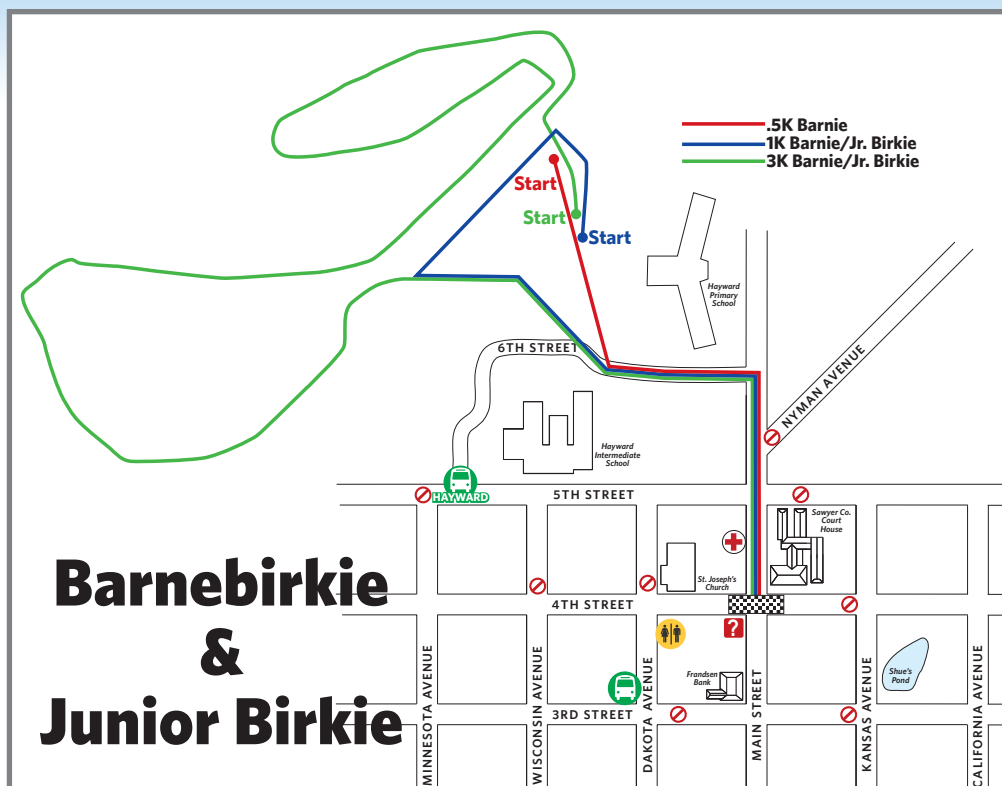 .5K Barnie
1K Barnie/Jr. Birkie
3K Barnie/Jr. Birkie
Start
Start
Start
Hayward
Primary
School
6TH STREET
NYMAN AVENUE
Hayward
Intermediate
School
HAYWARD
5TH STREET
Sawyer Co.
Court
House
St. Joseph's
Church
4TH STREET
?
Barnebirkie
&
Junior Birkie
Frandsen
Bank
Shue's
Pond
3RD STREET
MINNESOTA AVENUE
WISCONSIN AVENUE
DAKOTA AVENUE
MAIN STREET
KANSAS AVENUE
CALIFORNIA AVENUE